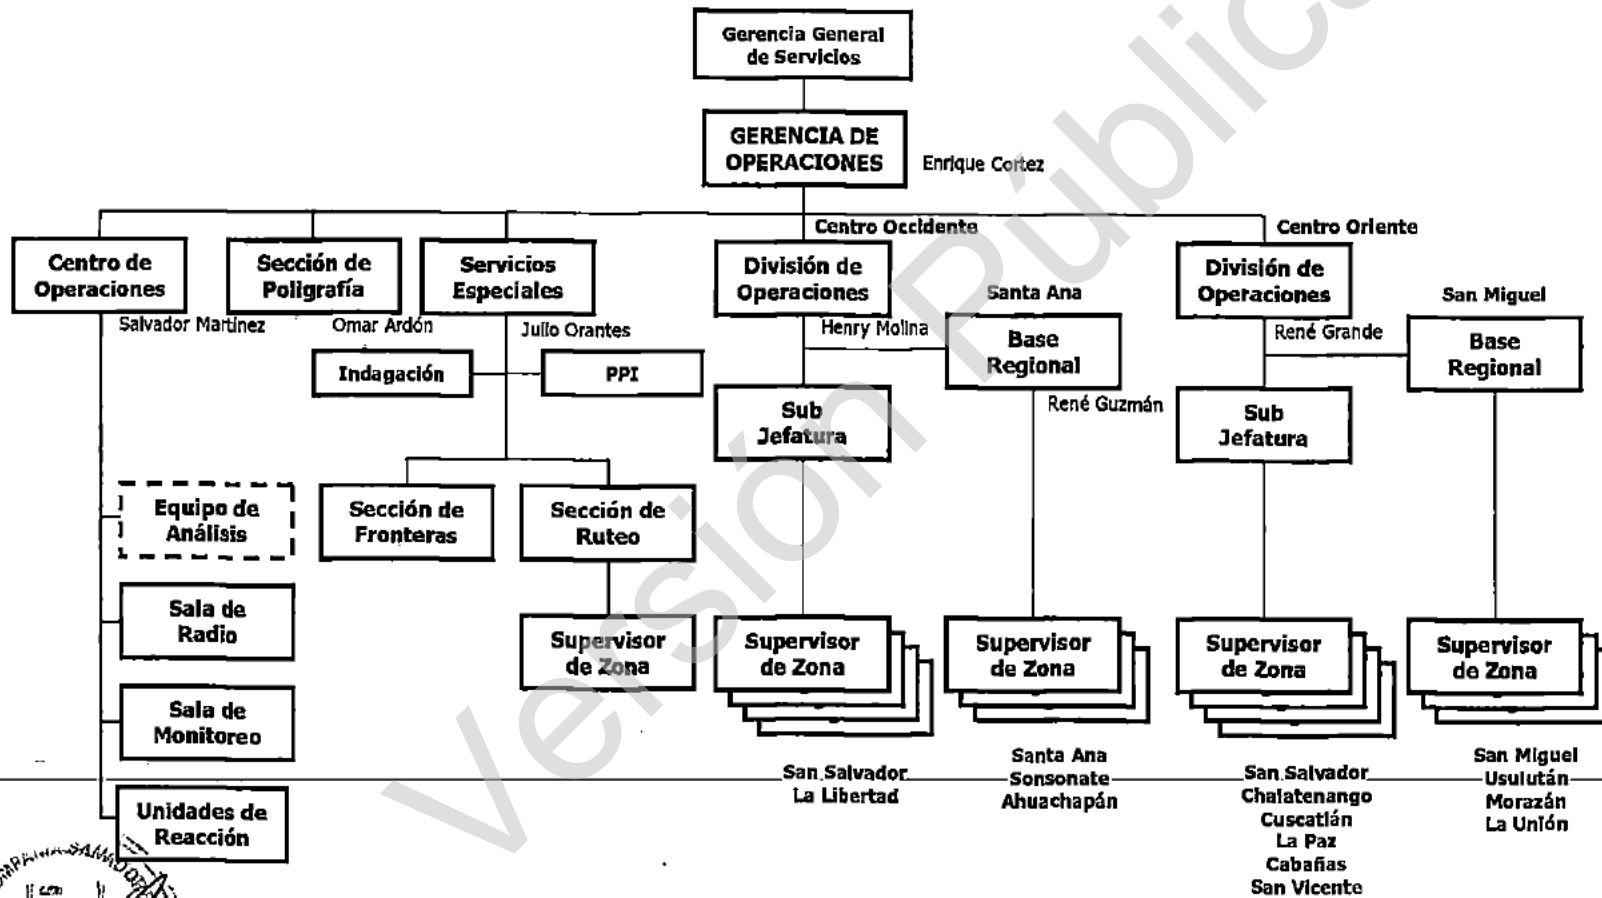 Gerencia General
de Servicios
GERENCIA DE
OPERACIONES
Enrique Cortez
Centro Occidente
Centro Oriente
Centro de
Operaciones
Sección de
Poligrafía
Servicios
Especiales
División de
Operaciones
División de
Operaciones
Santa Ana
San Miguel
Salvador Martínez
Omar Ardón
Julio Orantes
Henry Molina
René Grande
Base
Regional
Base
Regional
Indagación
PPI
René Guzmán
Sub
Jefatura
Sub
Jefatura
Equipo de
Análisis
Sección de
Fronteras
Sección de
Ruteo
Sala de
Radio
Supervisor
de Zona
Supervisor
de Zona
Supervisor
de Zona
Supervisor
de Zona
Supervisor
de Zona
Sala de
Monitoreo
Unidades de
Reacción
San Salvador
La Libertad
Santa Ana
Sonsonate
Ahuachapán
San Salvador
Chalatenango
Cuscatlán
La Paz
Cabañas
San Vicente
San Miguel
Usulután
Morazán
La Unión
Versión Pública